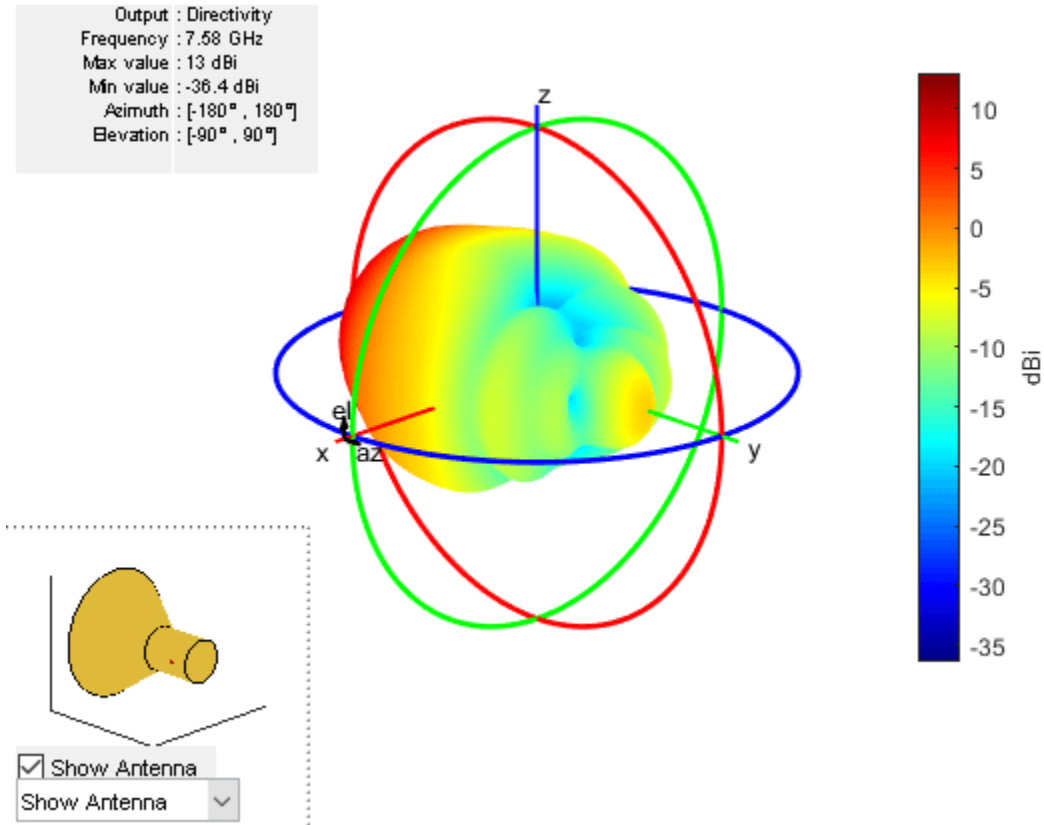 Output : Directivity
Frequency : 7.58 GHz
Max value : 13 dBi
Min value : -36.4 dBi
Azimuth : [-180° , 180°]
Elevation : [-90° , 90°]
z
el
x
az
y
10
5
0
-5
-10
-15
-20
-25
-30
-35
dBi
Show Antenna
Show Antenna